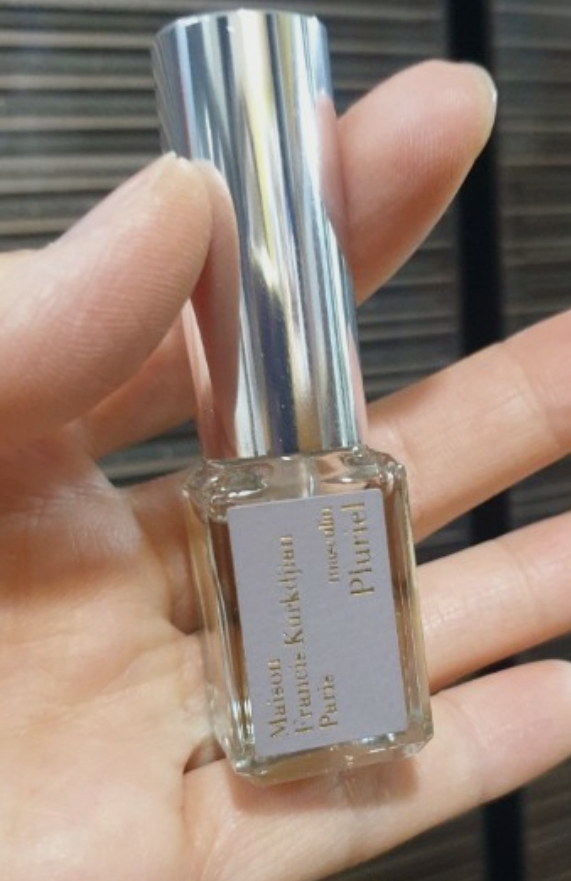 Maison
Francis Kurkdjian
Paris
masculin
Pluriel